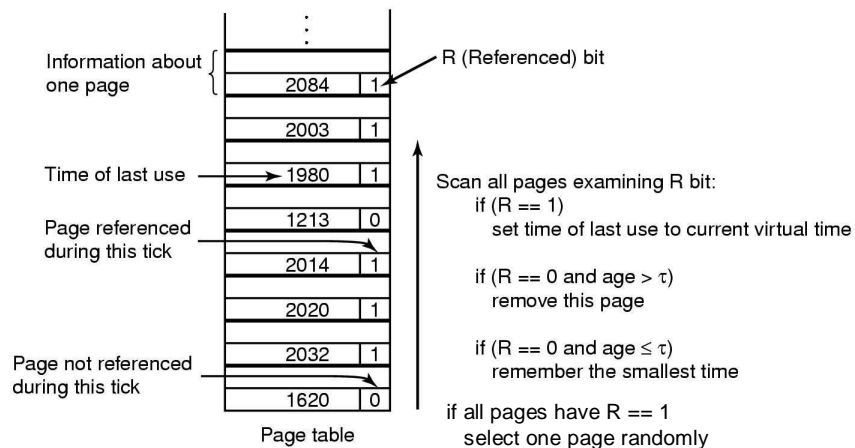 Information about
one page
R (Referenced) bit
2084 1
2003 1
Time of last use
1980 1
Page referenced
during this tick
1213 0
2014 1
2020 1
2032 1
Page not referenced
during this tick
1620 0
Page table
Scan all pages examining R bit:
if (R == 1)
set time of last use to current virtual time
if (R == 0 and age > τ)
remove this page
if (R == 0 and age ≤ τ)
remember the smallest time
if all pages have R == 1
select one page randomly